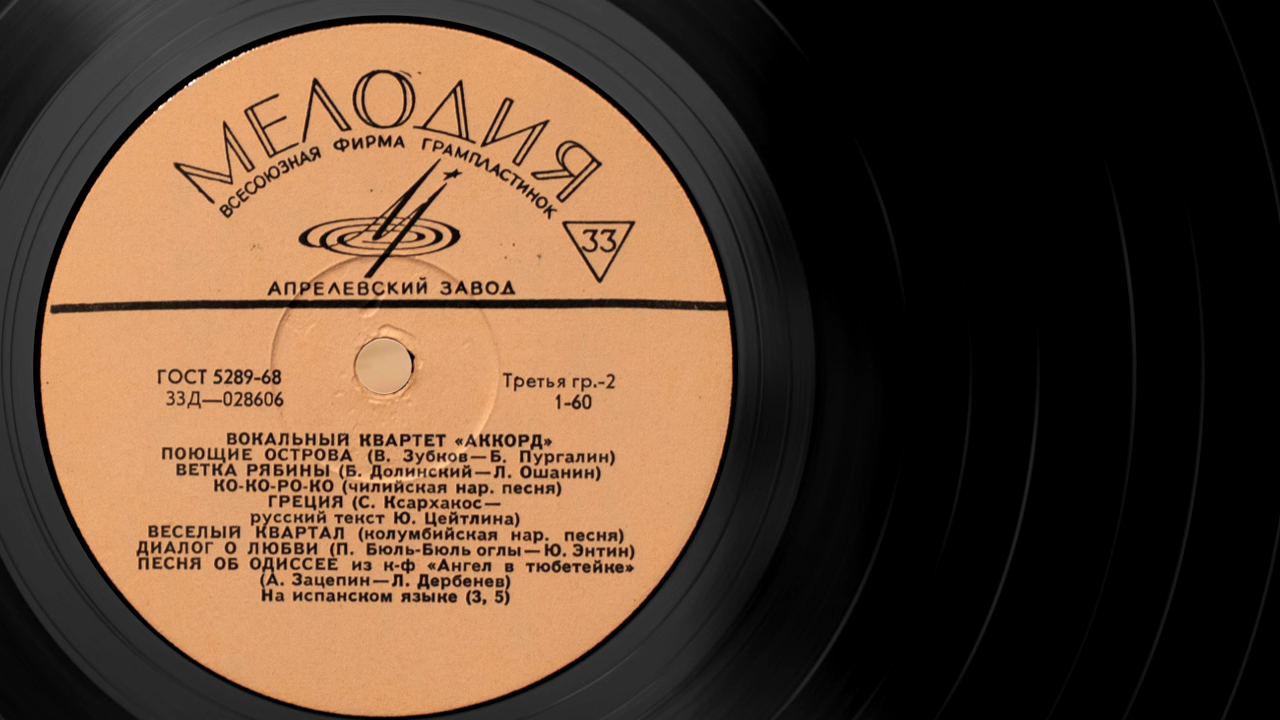 МЕЛОДИЯ
ВСЕСОЮЗНАЯ ФИРМА ГРАМПЛАСТИНОК
33
АПРЕЛЕВСКИЙ ЗАВОД
ГОСТ 5289-68
Третья гр.-2
33Д—028606
1-60
ВОКАЛЬНЫЙ КВАРТЕТ «АККОРД»
ПОЮЩИЕ ОСТРОВА (В. Зубков—Б. Пургалин)
ВЕТКА РЯБИНЫ (Б. Долинский—Л. Ошанин)
КО-КО-РО-КО (чилийская нар. песня)
ГРЕЦИЯ (С. Ксархакос—
русский текст Ю. Цейтлина)
ВЕСЕЛЫЙ КВАРТАЛ (колумбийская нар. песня)
ДИАЛОГ О ЛЮБВИ (П. Бюль-Бюль оглы—Ю. Энтин)
ПЕСНЯ ОБ ОДИССЕЕ из к-ф «Ангел в тюбетейке»
(А. Зацепин—Л. Дербенев)
На испанском языке (3, 5)